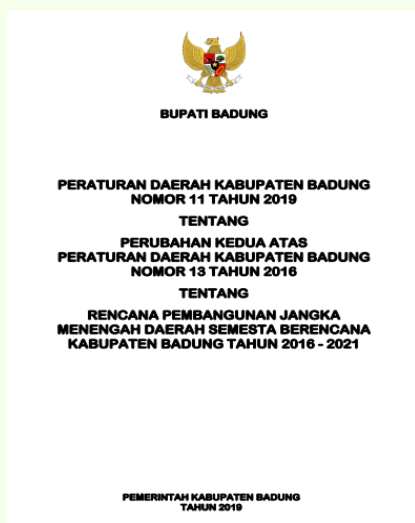 BUPATI BADUNG
PERATURAN DAERAH KABUPATEN BADUNG
NOMOR 11 TAHUN 2019
TENTANG
PERUBAHAN KEDUA ATAS
PERATURAN DAERAH KABUPATEN BADUNG
NOMOR 13 TAHUN 2016
TENTANG
RENCANA PEMBANGUNAN JANGKA
MENENGAH DAERAH SEMESTA BERENCANA
KABUPATEN BADUNG TAHUN 2016 - 2021
PEMERINTAH KABUPATEN BADUNG
TAHUN 2019